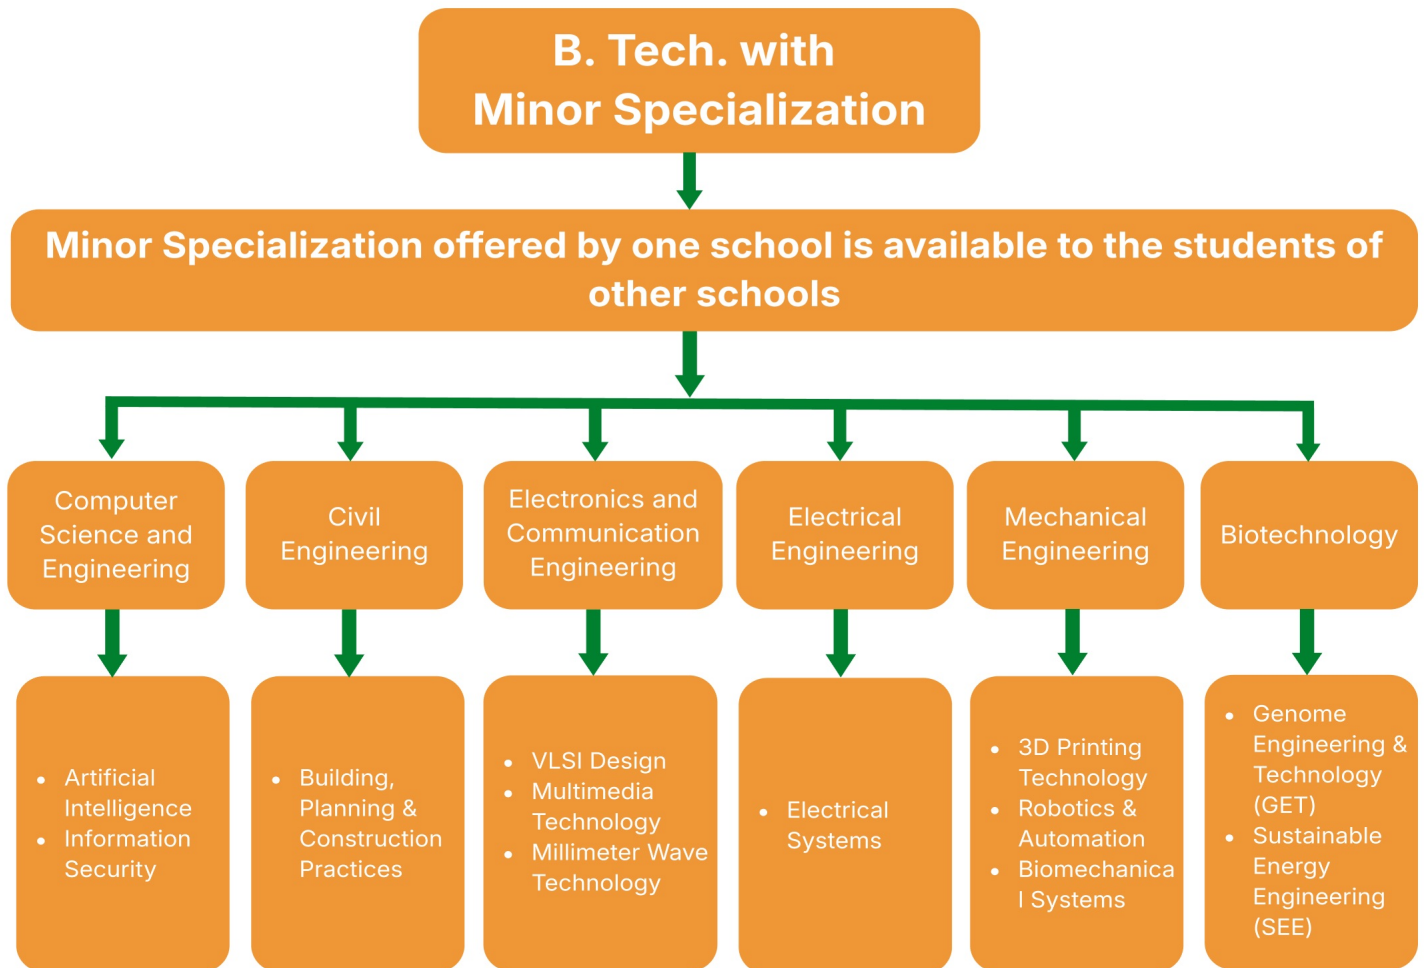 B. Tech. with
Minor Specialization
Minor Specialization offered by one school is available to the students of
other schools
Computer
Science and
Engineering
Civil
Engineering
Electronics and
Communication
Engineering
Electrical
Engineering
Mechanical
Engineering
Biotechnology
• Artificial
Intelligence
• Information
Security
• Building,
Planning &
Construction
Practices
• VLSI Design
• Multimedia
Technology
• Millimeter Wave
Technology
• Electrical
Systems
• 3D Printing
Technology
• Robotics &
Automation
• Biomechanica
l Systems
• Genome
Engineering &
Technology
(GET)
• Sustainable
Energy
Engineering
(SEE)